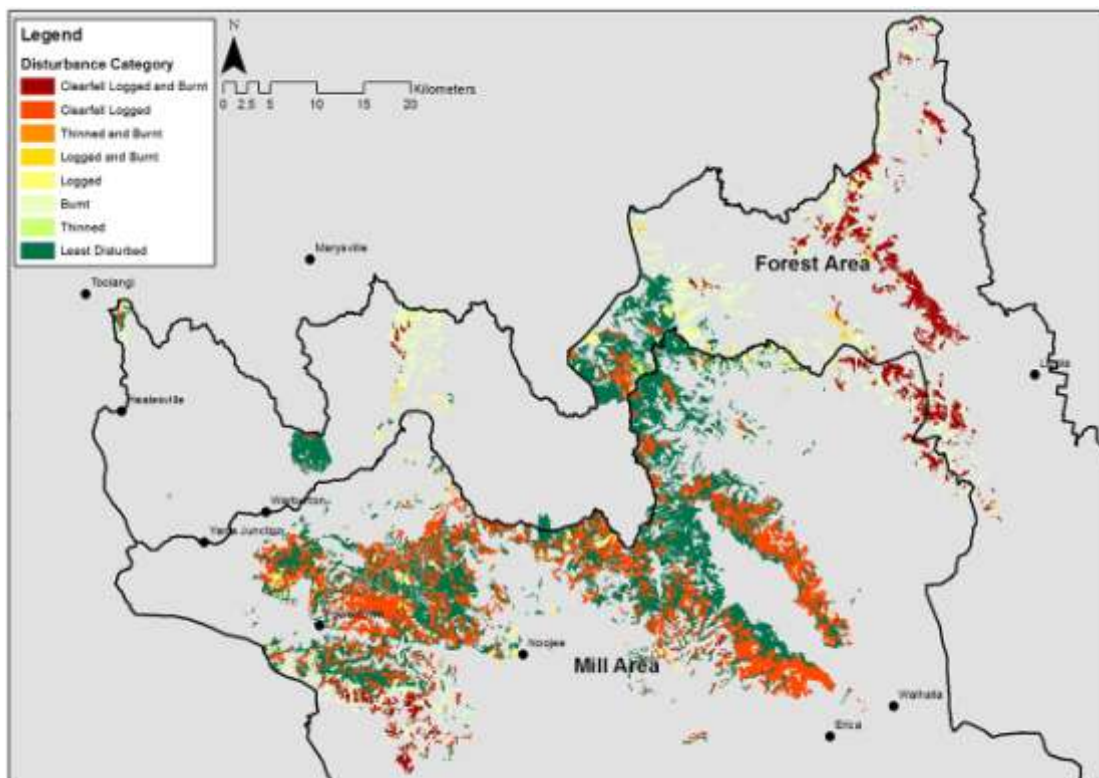 Legend
Disturbance Category
Clearfell Logged and Burnt
Clearfell Logged
Thinned and Burnt
Logged and Burnt
Logged
Burnt
Thinned
Least Disturbed
N
Kilometers
0 2.5 5 10 15 20
Marysville
Forest Area
Toolangi
Healesville
Warburton
Yarra Junction
Noojee
Mill Area
Walhalla
Erica